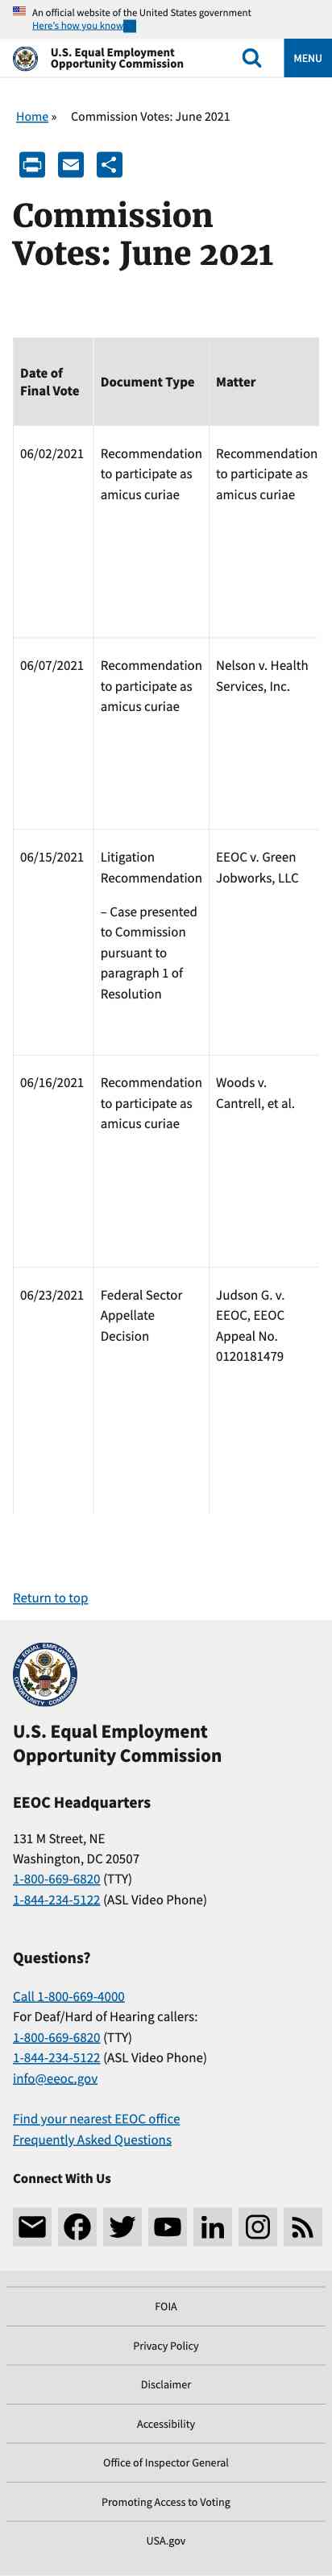 An official website of the United States government
Here's how you know
U.S. Equal Employment
Opportunity Commission
MENU
Home » Commission Votes: June 2021
Commission
Votes: June 2021
Date of
Final Vote
Document Type
Matter
06/02/2021
Recommendation
to participate as
amicus curiae
Recommendation
to participate as
amicus curiae
06/07/2021
Recommendation
to participate as
amicus curiae
Nelson v. Health
Services, Inc.
06/15/2021
Litigation
Recommendation
– Case presented
to Commission
pursuant to
paragraph 1 of
Resolution
EEOC v. Green
Jobworks, LLC
06/16/2021
Recommendation
to participate as
amicus curiae
Woods v.
Cantrell, et al.
06/23/2021
Federal Sector
Appellate
Decision
Judson G. v.
EEOC, EEOC
Appeal No.
0120181479
Return to top
U.S. EQUAL EMPLOYMENT OPPORTUNITY COMMISSION
U.S. Equal Employment
Opportunity Commission
EEOC Headquarters
131 M Street, NE
Washington, DC 20507
1-800-669-6820 (TTY)
1-844-234-5122 (ASL Video Phone)
Questions?
Call 1-800-669-4000
For Deaf/Hard of Hearing callers:
1-800-669-6820 (TTY)
1-844-234-5122 (ASL Video Phone)
info@eeoc.gov
Find your nearest EEOC office
Frequently Asked Questions
Connect With Us
FOIA
Privacy Policy
Disclaimer
Accessibility
Office of Inspector General
Promoting Access to Voting
USA.gov